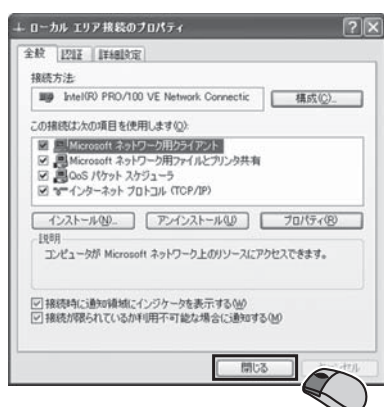 ローカル エリア接続のプロパティ
全般 認証 詳細設定
接続方法:
Intel(R) PRO/100 VE Network Connectic 構成(C)...
この接続は次の項目を使用します(O):
Microsoft ネットワーク用クライアント
Microsoft ネットワーク用ファイルとプリンタ共有
QoS パケット スケジューラ
インターネット プロトコル (TCP/IP)
インストール(N)... アンインストール(U) プロパティ(R)
説明
コンピュータが Microsoft ネットワーク上のリソースにアクセスできます。
接続時に通知領域にインジケータを表示する(W)
接続が限られているか利用不可能な場合に通知する(M)
閉じる